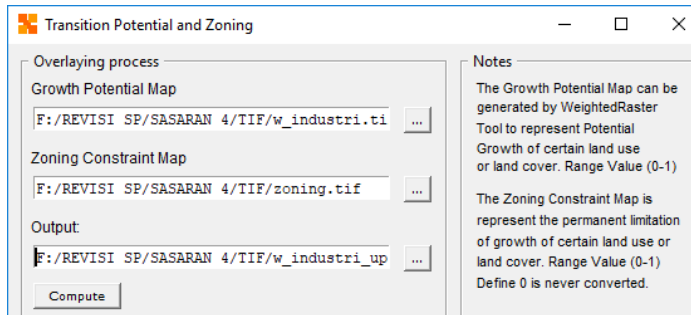 Transition Potential and Zoning
Overlaying process
Growth Potential Map
F:/REVISI SP/SASARAN 4/TIF/w_industri.ti
...
Zoning Constraint Map
F:/REVISI SP/SASARAN 4/TIF/zoning.tif
...
Output:
F:/REVISI SP/SASARAN 4/TIF/w_industri_up
...
Compute
Notes
The Growth Potential Map can be
generated by WeightedRaster
Tool to represent Potential
Growth of certain land use
or land cover. Range Value (0-1)
The Zoning Constraint Map is
represent the permanent limitation
of growth of certain land use or
land cover. Range Value (0-1)
Define 0 is never converted.